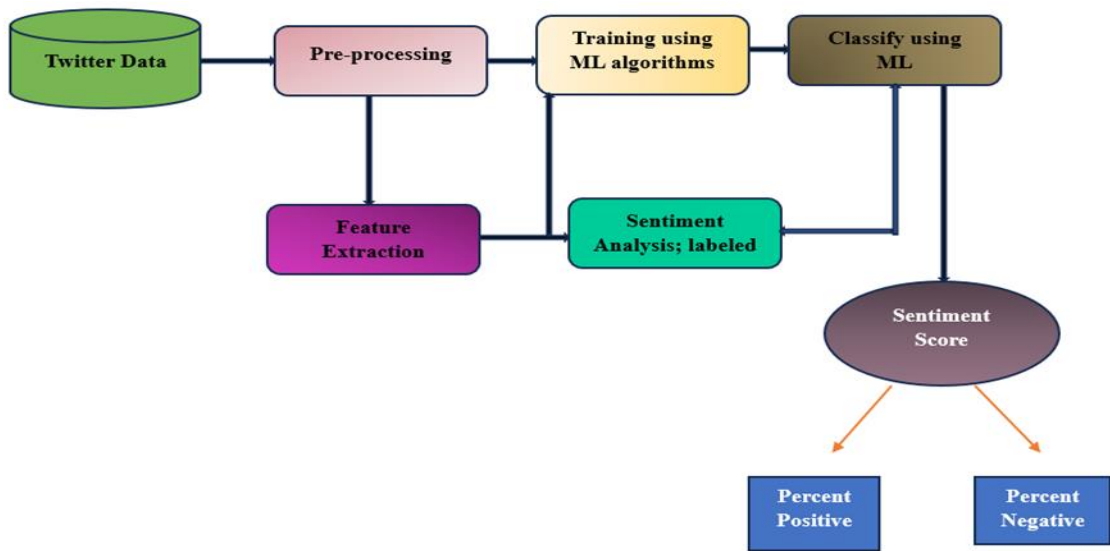 Twitter Data
Pre-processing
Training using
ML algorithms
Classify using
ML
Feature
Extraction
Sentiment
Analysis; labeled
Sentiment
Score
Percent
Positive
Percent
Negative